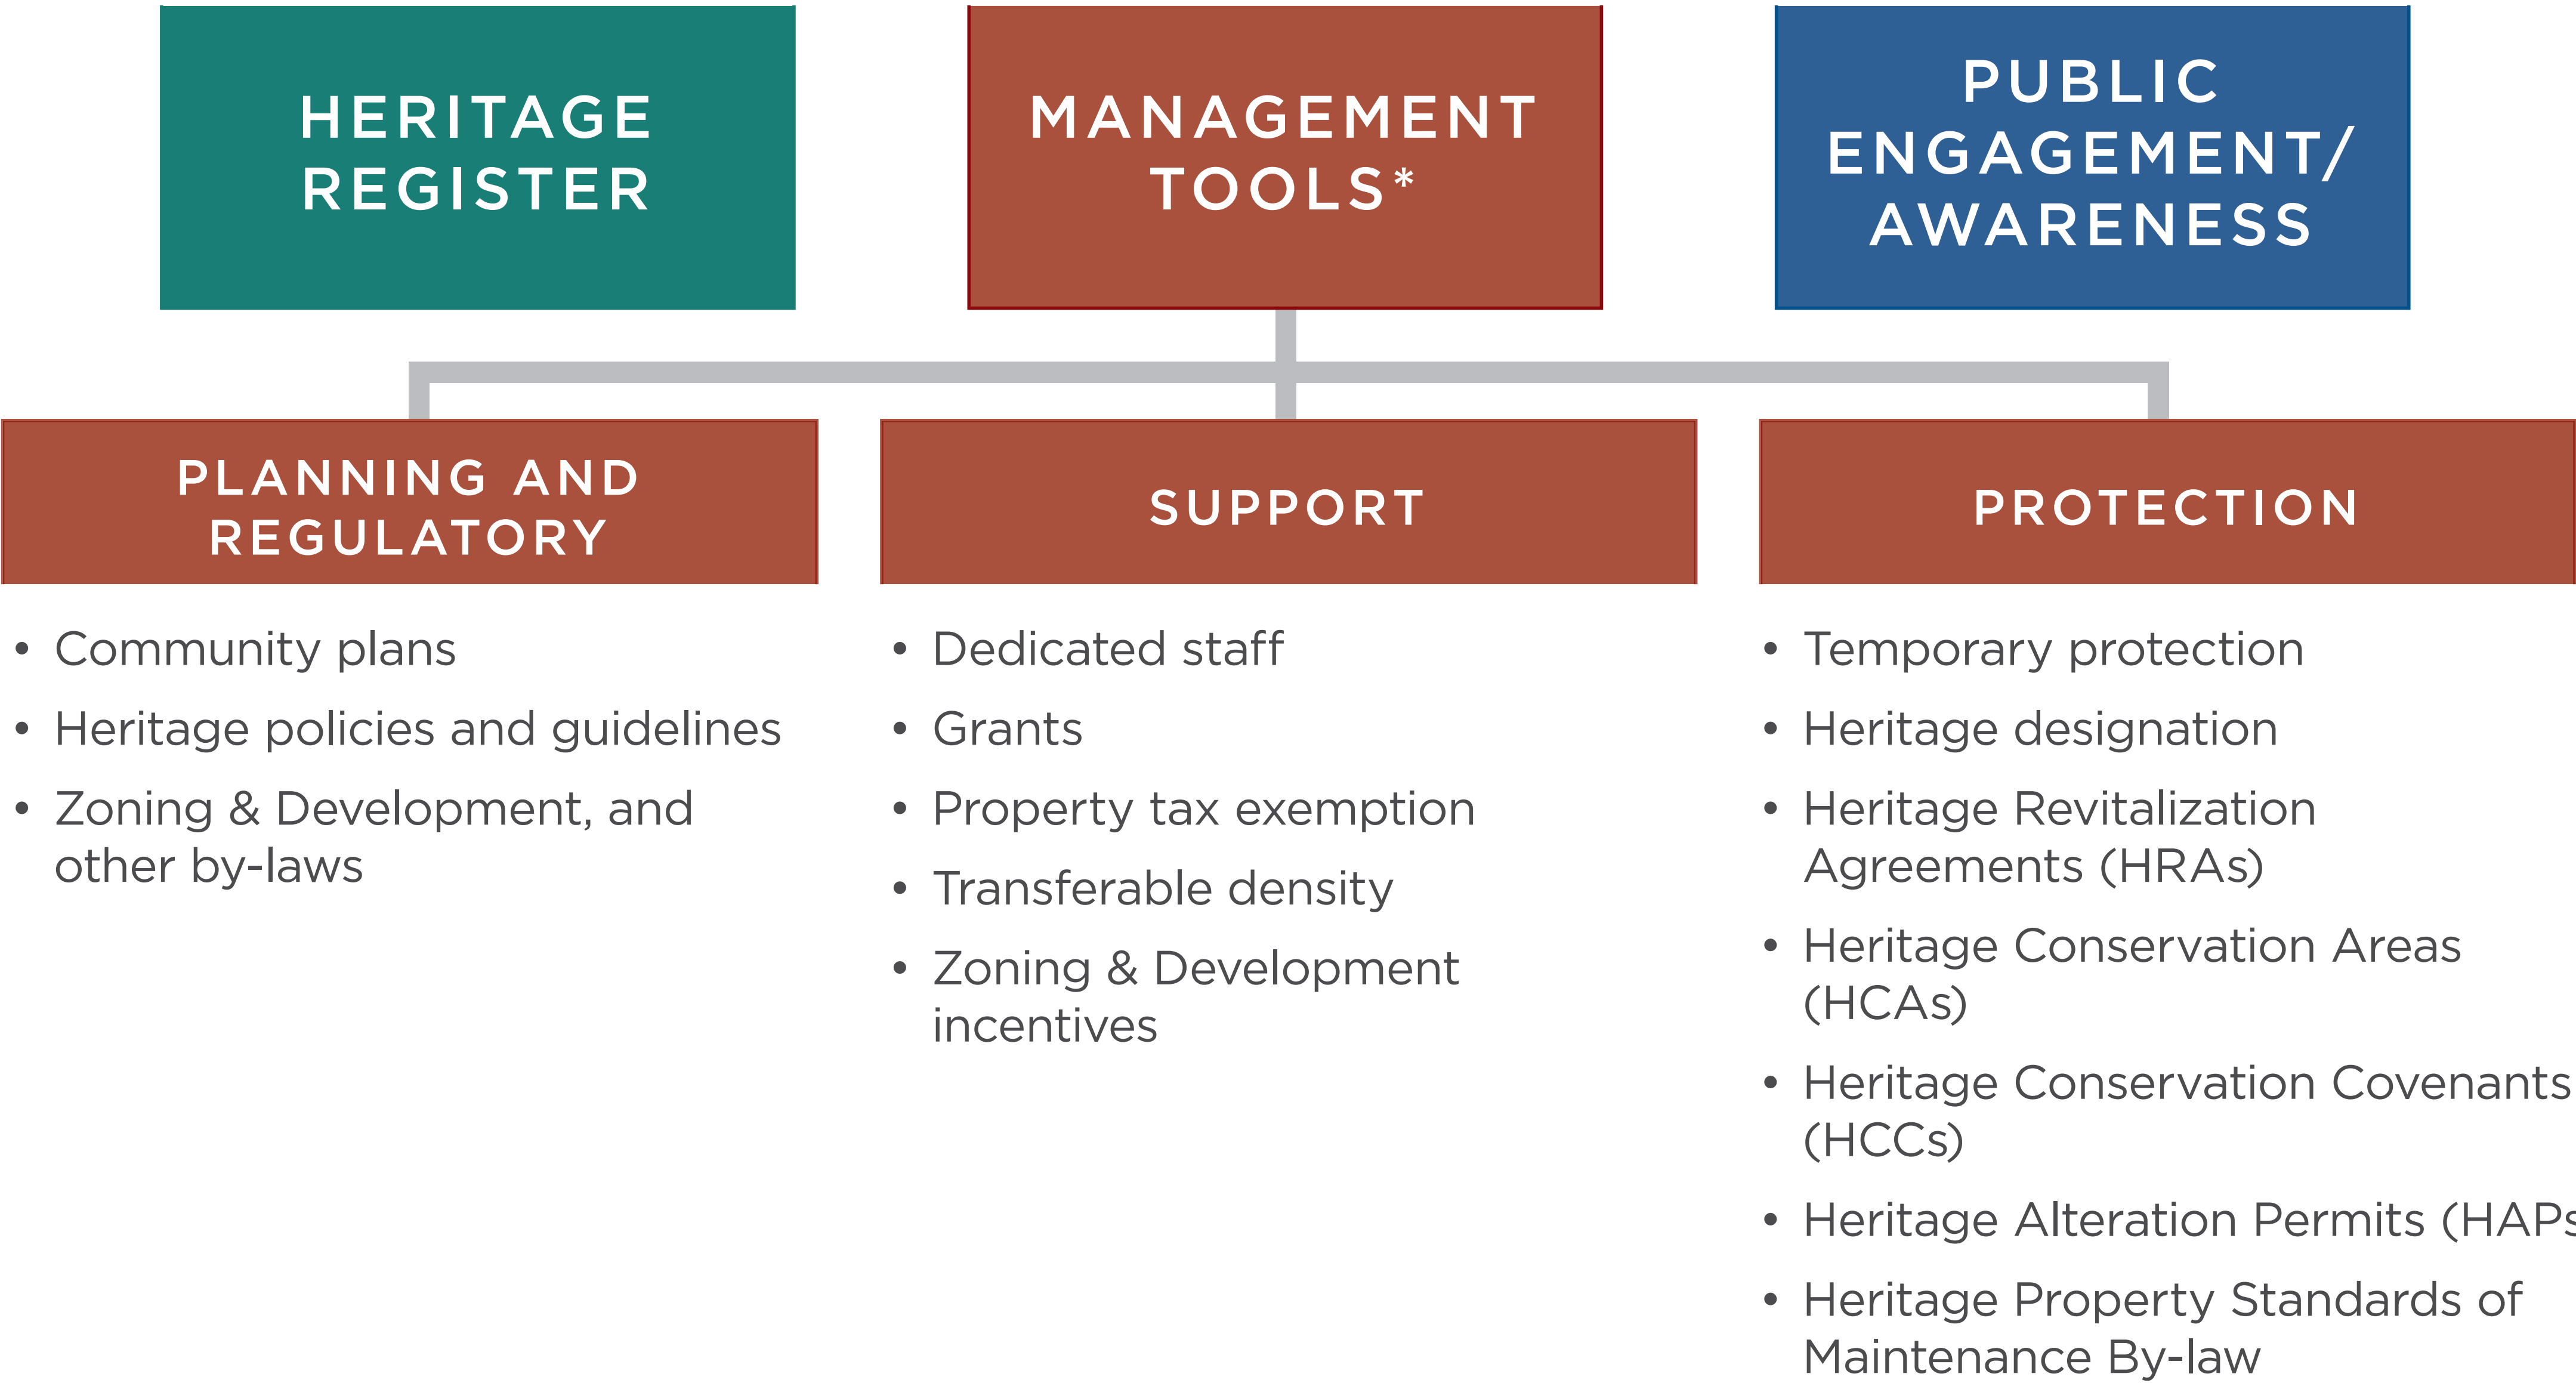 HERITAGE
REGISTER
MANAGEMENT
TOOLS*
PUBLIC
ENGAGEMENT/
AWARENESS
PLANNING AND
REGULATORY
• Community plans
• Heritage policies and guidelines
• Zoning & Development, and
other by-laws
SUPPORT
• Dedicated staff
• Grants
• Property tax exemption
• Transferable density
• Zoning & Development
incentives
PROTECTION
• Temporary protection
• Heritage designation
• Heritage Revitalization
Agreements (HRAs)
• Heritage Conservation Areas
(HCAs)
• Heritage Conservation Covenants
(HCCs)
• Heritage Alteration Permits (HAPs
• Heritage Property Standards of
Maintenance By-law